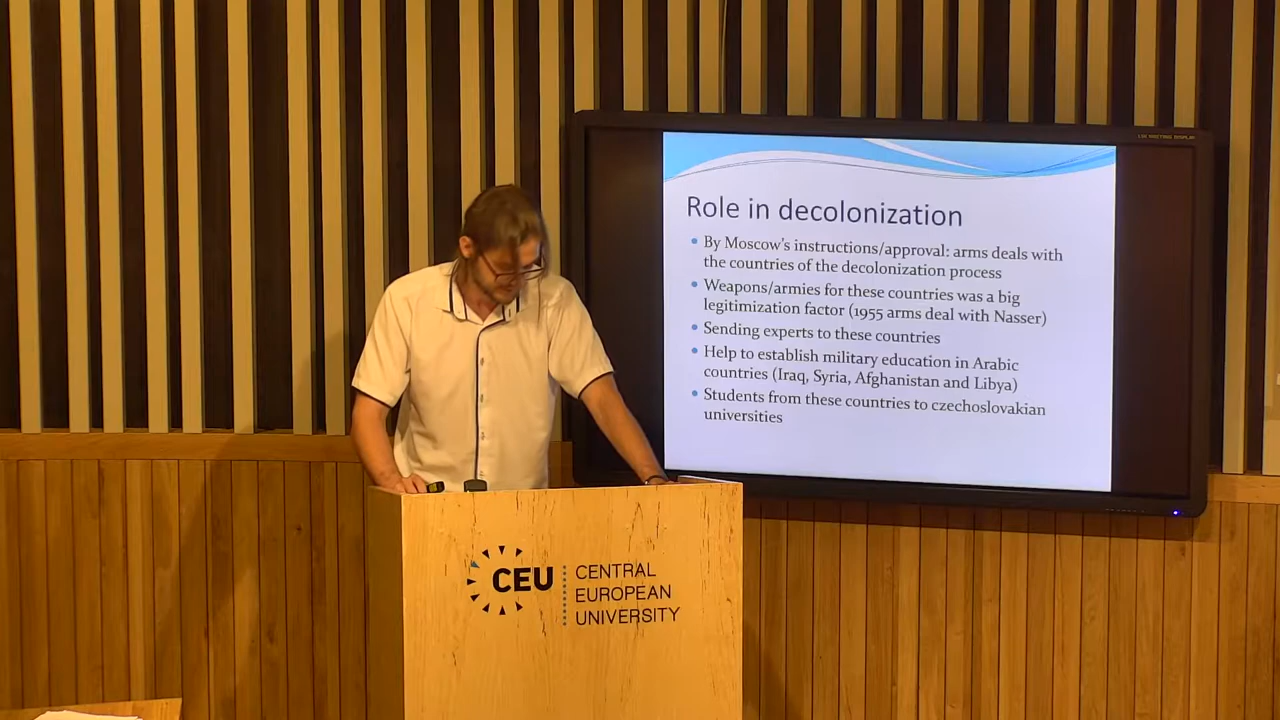 Role in decolonization
• By Moscow's instructions/approval: arms deals with
the countries of the decolonization process
• Weapons/armies for these countries was a big
legitimization factor (1955 arms deal with Nasser)
• Sending experts to these countries
• Help to establish military education in Arabic
countries (Iraq, Syria, Afghanistan and Libya)
• Students from these countries to czechoslovakian
universities
CEU
CENTRAL
EUROPEAN
UNIVERSITY